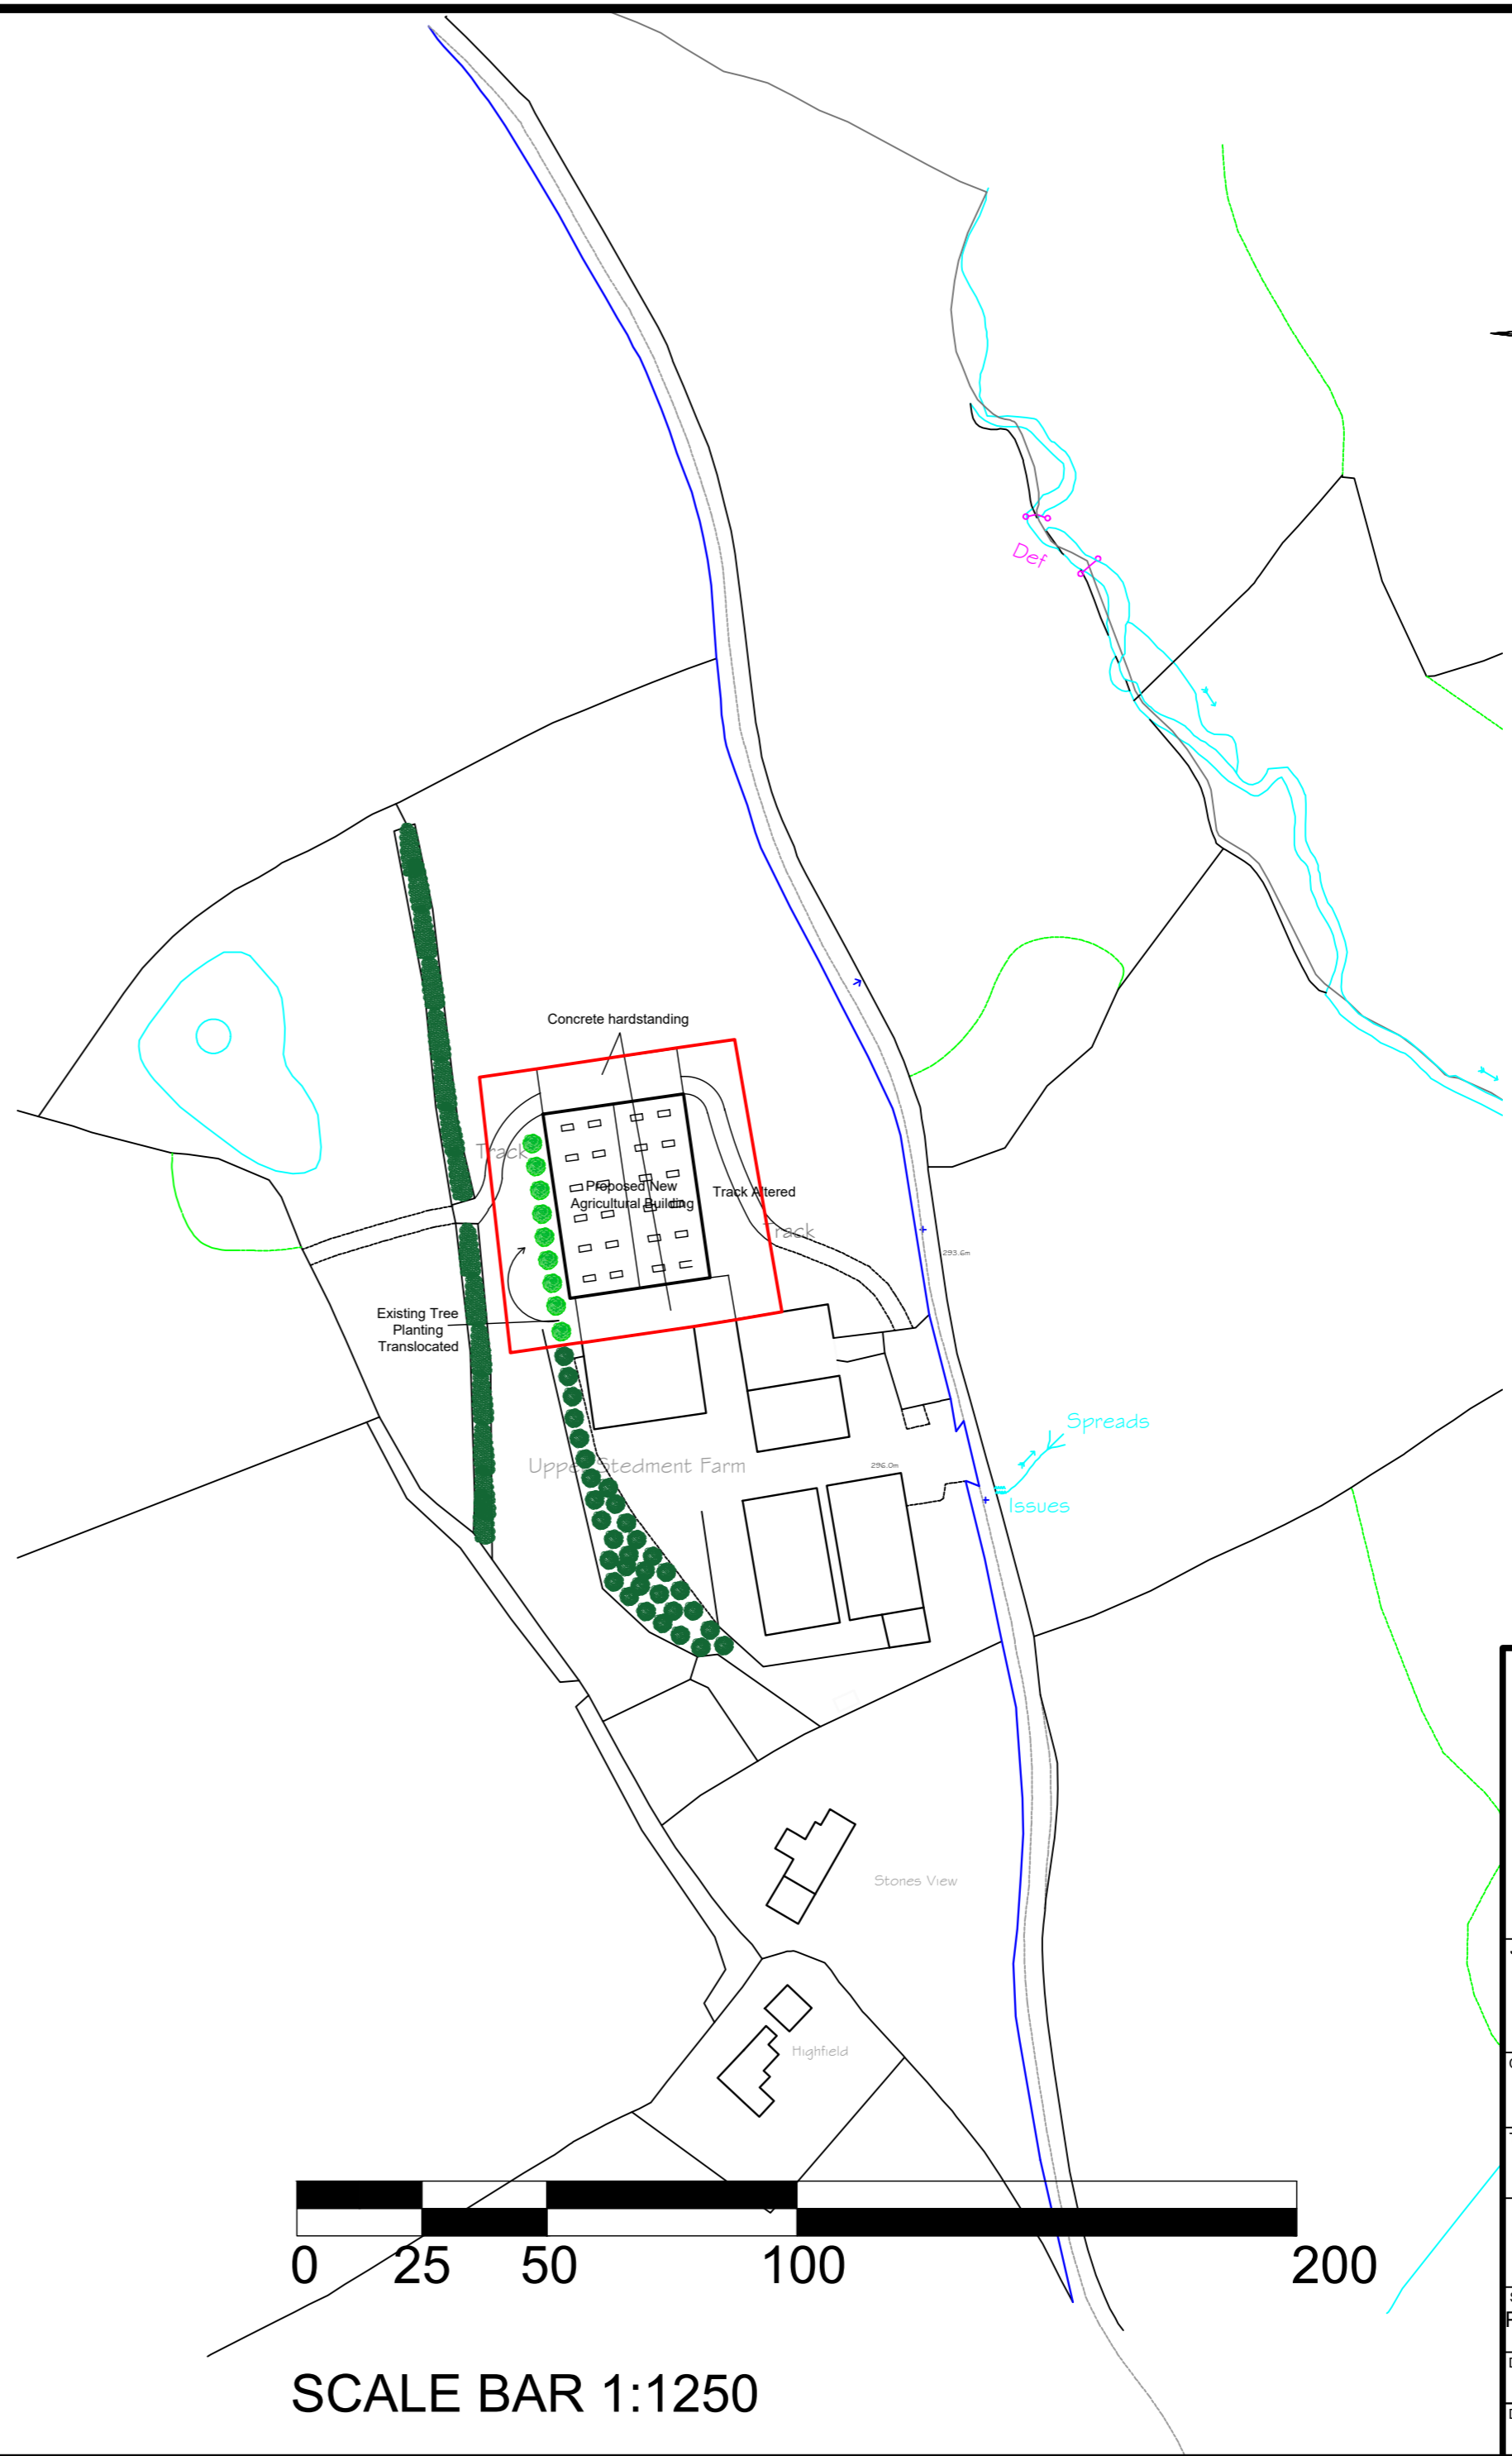 Def
Concrete hardstanding
Track
Proposed New
Agricultural Building
Track Altered
Track
293.6m
Existing Tree
Planting
Translocated
Spreads
Upper Stedment Farm
296.0m
Issues
Stones View
Highfield
0 25 50 100 200
SCALE BAR 1:1250